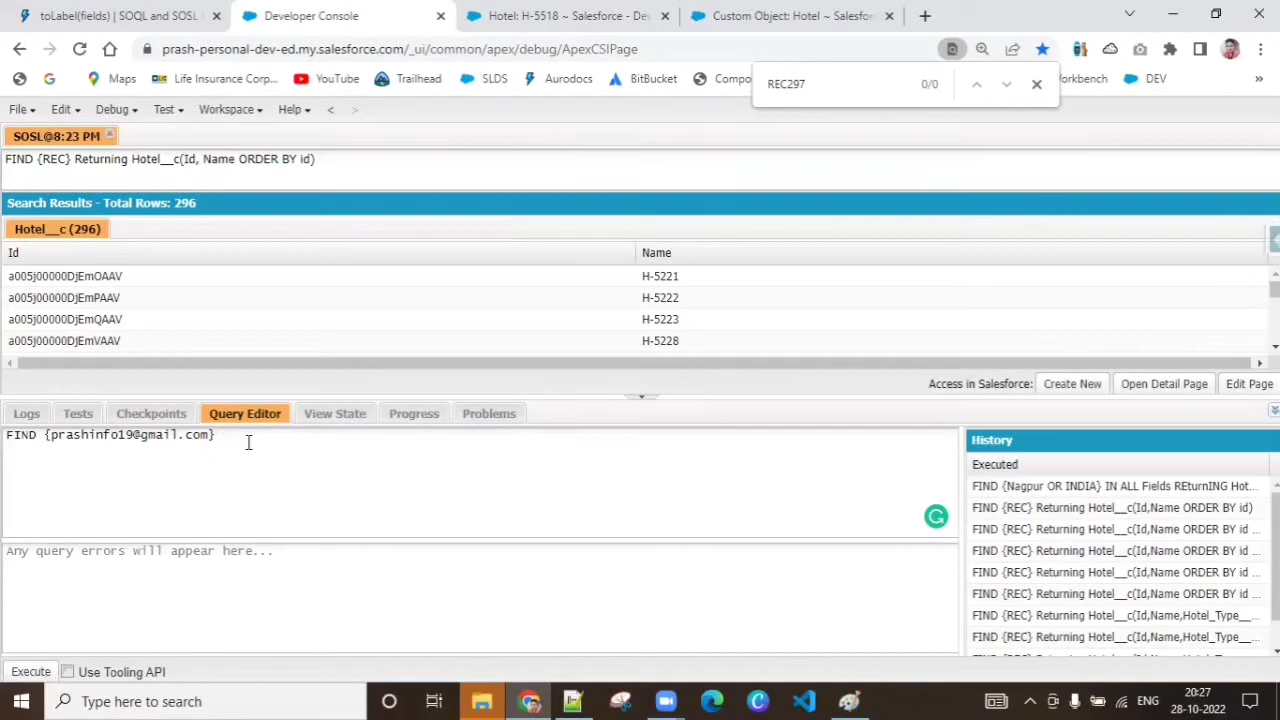 toLabel(fields) | SOQL and SOSL
Developer Console
Hotel: H-5518 ~ Salesforce - Dev
Custom Object: Hotel ~ Salesforc
prash-personal-dev-ed.my.salesforce.com/_ui/common/apex/debug/ApexCSIPage
Maps
Life Insurance Corp...
YouTube
Trailhead
SLDS
Aurodocs
BitBucket
Compo
REC297
0/0
Workbench
DEV
»
File
Edit
Debug
Test
Workspace
Help
<
>
SOSL@8:23 PM
FIND {REC} Returning Hotel__c(Id, Name ORDER BY id)
Search Results - Total Rows: 296
Hotel__c (296)
Id
Name
a005j00000DjEmOAAV
H-5221
a005j00000DjEmPAAV
H-5222
a005j00000DjEmQAAV
H-5223
a005j00000DjEmVAAV
H-5228
Access in Salesforce:
Create New
Open Detail Page
Edit Page
Logs
Tests
Checkpoints
Query Editor
View State
Progress
Problems
FIND {prashinfo19@gmail.com}
Any query errors will appear here...
History
Executed
FIND {Nagpur OR INDIA} IN ALL Fields REturnING Hot...
FIND {REC} Returning Hotel__c(Id,Name ORDER BY id)
FIND {REC} Returning Hotel__c(Id,Name ORDER BY id ...
FIND {REC} Returning Hotel__c(Id,Name ORDER BY id ...
FIND {REC} Returning Hotel__c(Id,Name ORDER BY id ...
FIND {REC} Returning Hotel__c(Id,Name ORDER BY id ...
FIND {REC} Returning Hotel__c(Id,Name,Hotel_Type__...
FIND {REC} Returning Hotel__c(Id,Name,Hotel_Type__...
Execute
Use Tooling API
Type here to search
ENG
20:27
28-10-2022